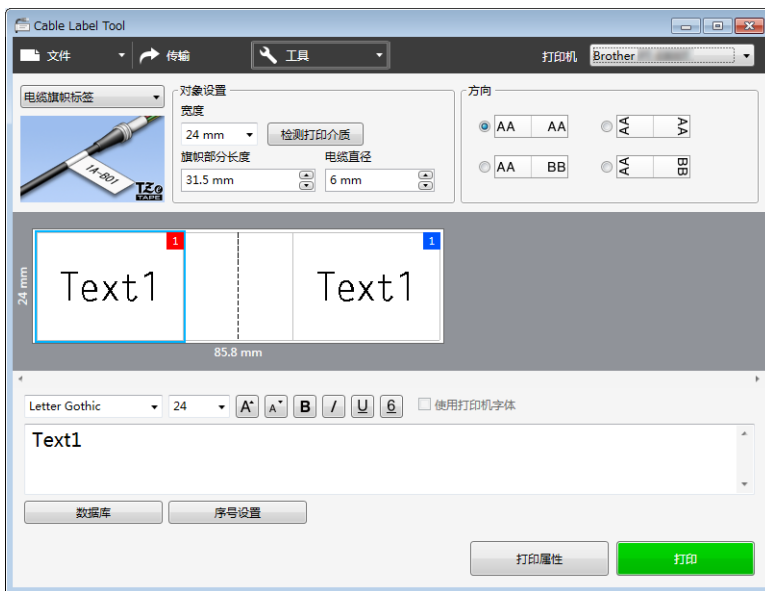 Cable Label Tool
文件
传输
工具
打印机
Brother
电缆旗帜标签
1A-B01
TZe
TAPE
对象设置
宽度
24 mm
检测打印介质
旗帜部分长度
电缆直径
31.5 mm
6 mm
方向
AA AA
AA AA
AA BB
AA BB
24 mm
Text1
1
Text1
1
85.8 mm
Letter Gothic
24
A
A
B
I
U
6
使用打印机字体
Text1
数据库
序号设置
打印属性
打印